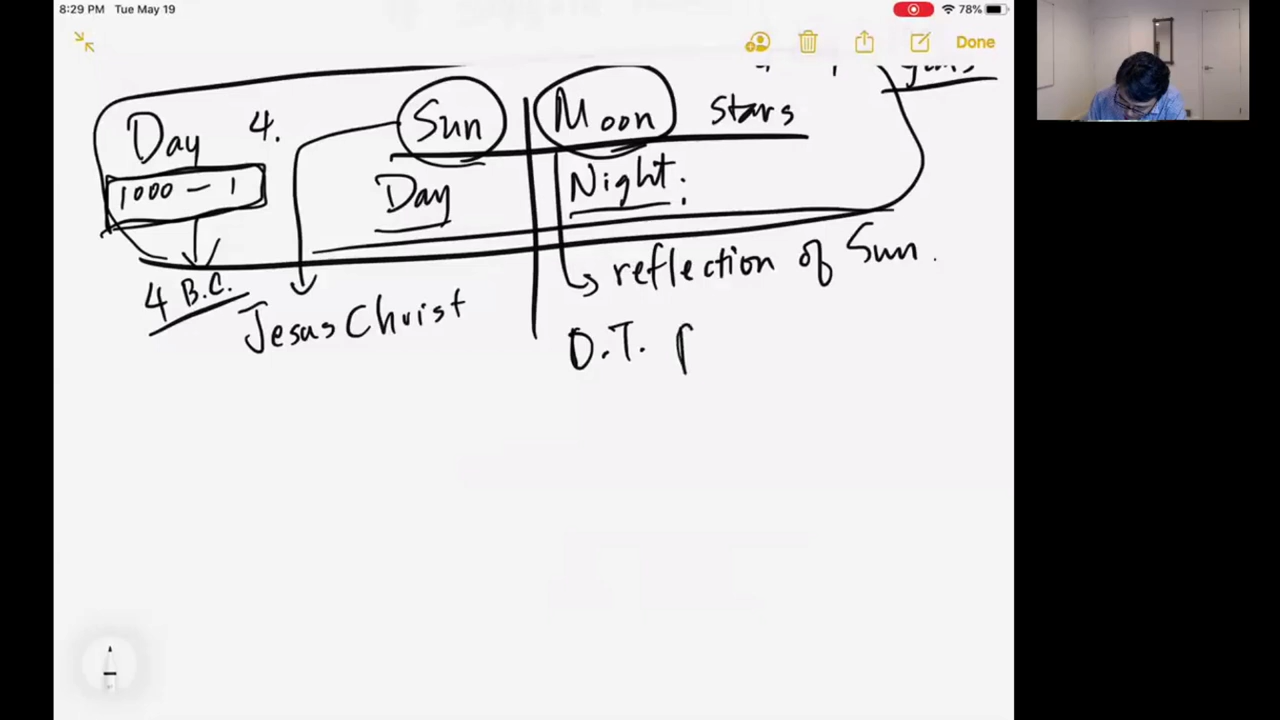 8:29 PM Tue May 19
78%
Done
years
Day 4. Sun Moon stars
1000 - 1 Day Night:
reflection of Sun.
4 B.C. Jesus Christ
O.T. p